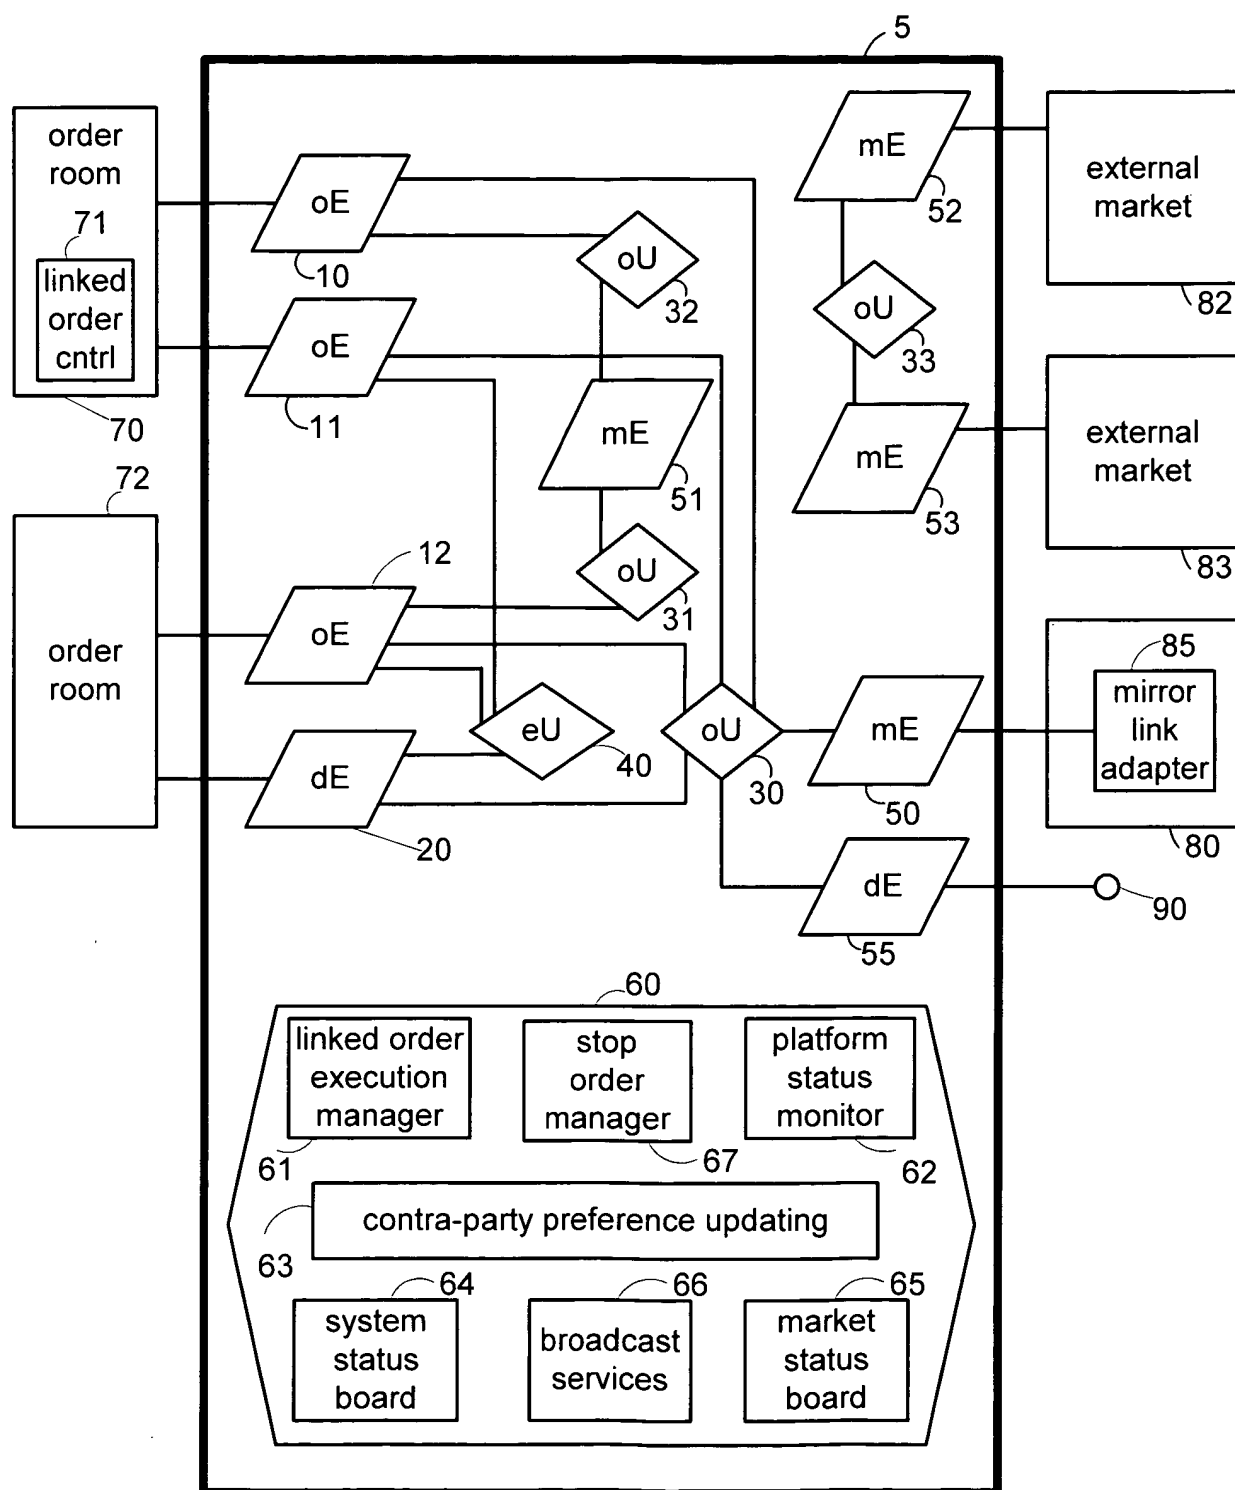 5
order
room
71
linked
order
cntrl
70
oE
10
oE
11
oU
32
mE
51
oU
31
mE
52
oU
33
mE
53
external
market
82
external
market
83
72
order
room
12
oE
dE
20
eU
40
oU
30
mE
50
85
mirror
link
adapter
80
dE
55
90
60
linked order
execution
manager
61
stop
order
manager
67
platform
status
monitor
62
contra-party preference updating
63
64
system
status
board
66
broadcast
services
65
market
status
board